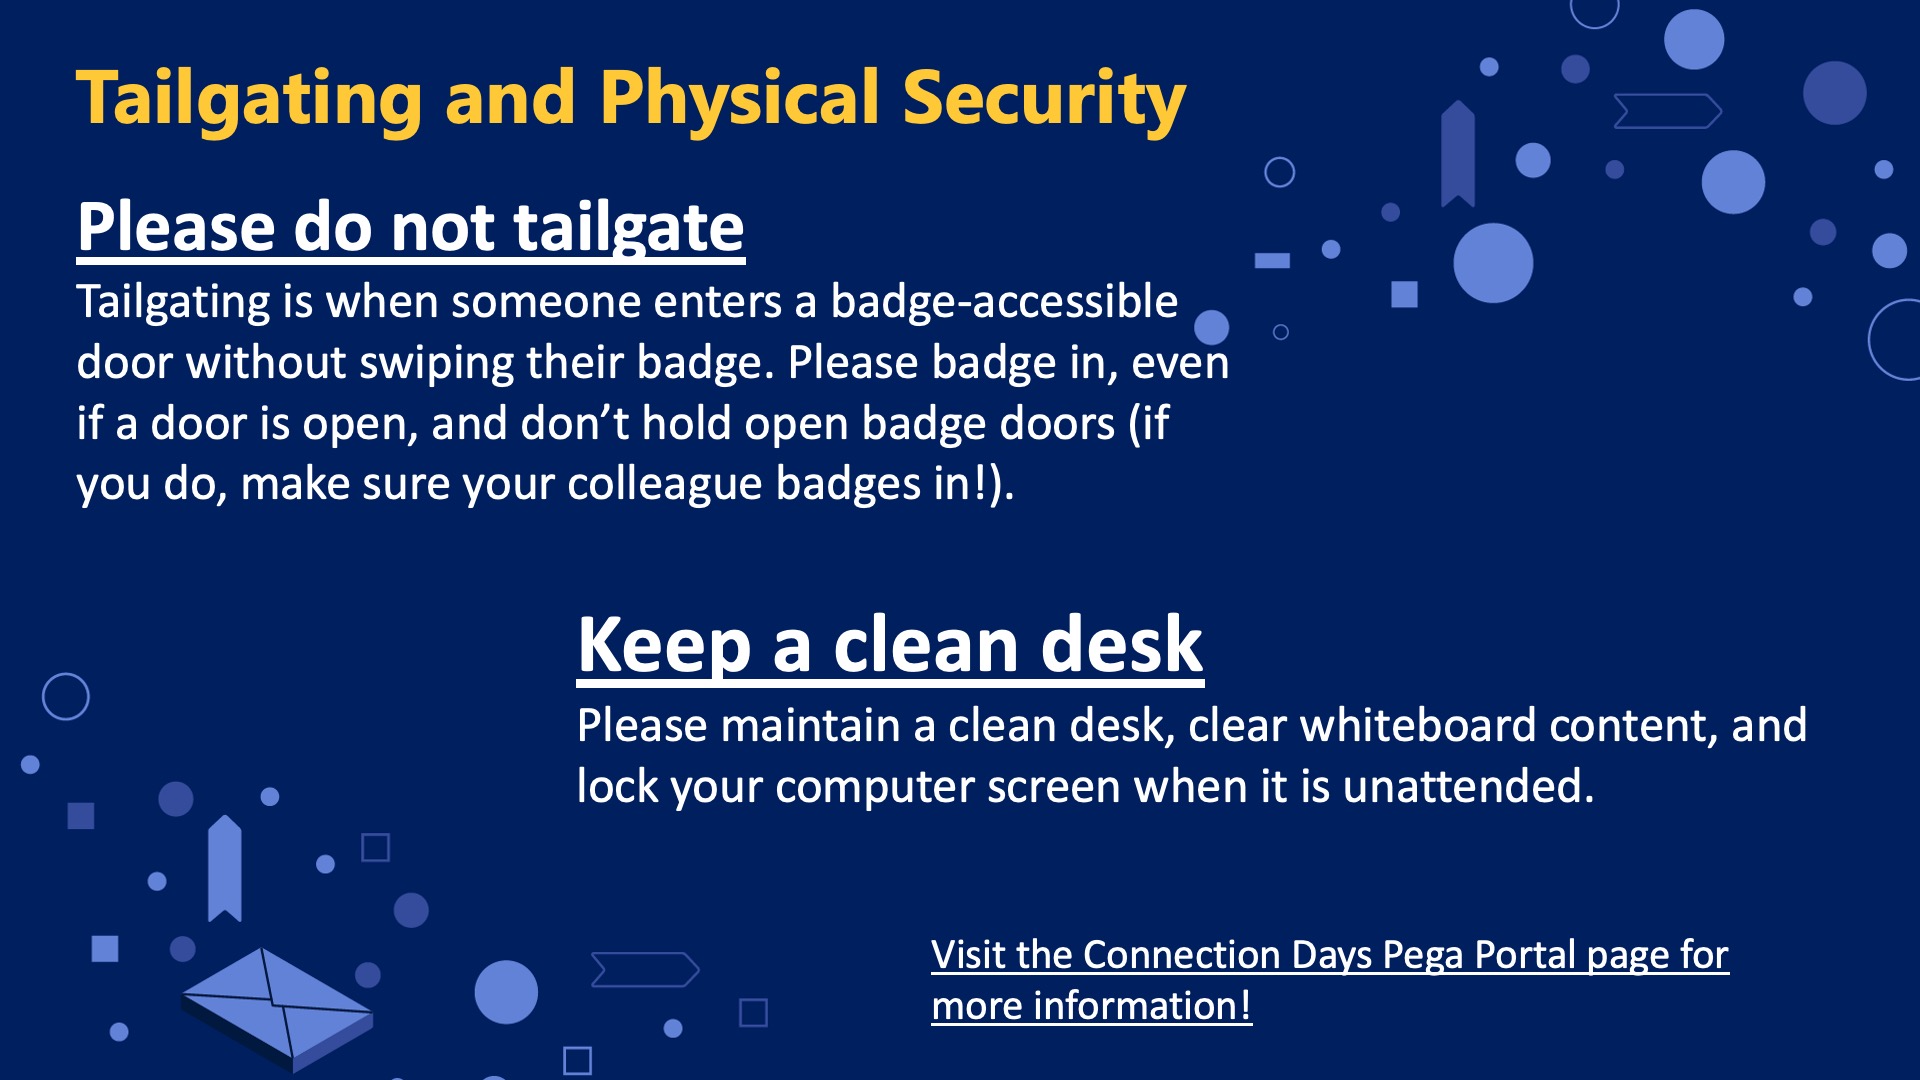 Tailgating and Physical Security
Please do not tailgate
Tailgating is when someone enters a badge-accessible
door without swiping their badge. Please badge in, even
if a door is open, and don’t hold open badge doors (if
you do, make sure your colleague badges in!).
Keep a clean desk
Please maintain a clean desk, clear whiteboard content, and
lock your computer screen when it is unattended.
Visit the Connection Days Pega Portal page for
more information!